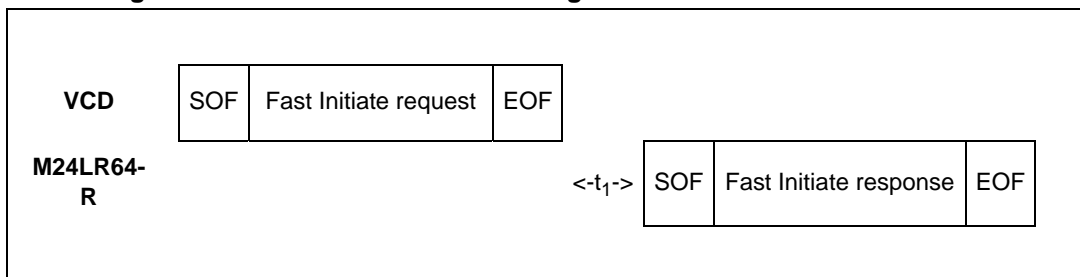 VCD SOF Fast Initiate request EOF
M24LR64-
R
<-t1-> SOF Fast Initiate response EOF